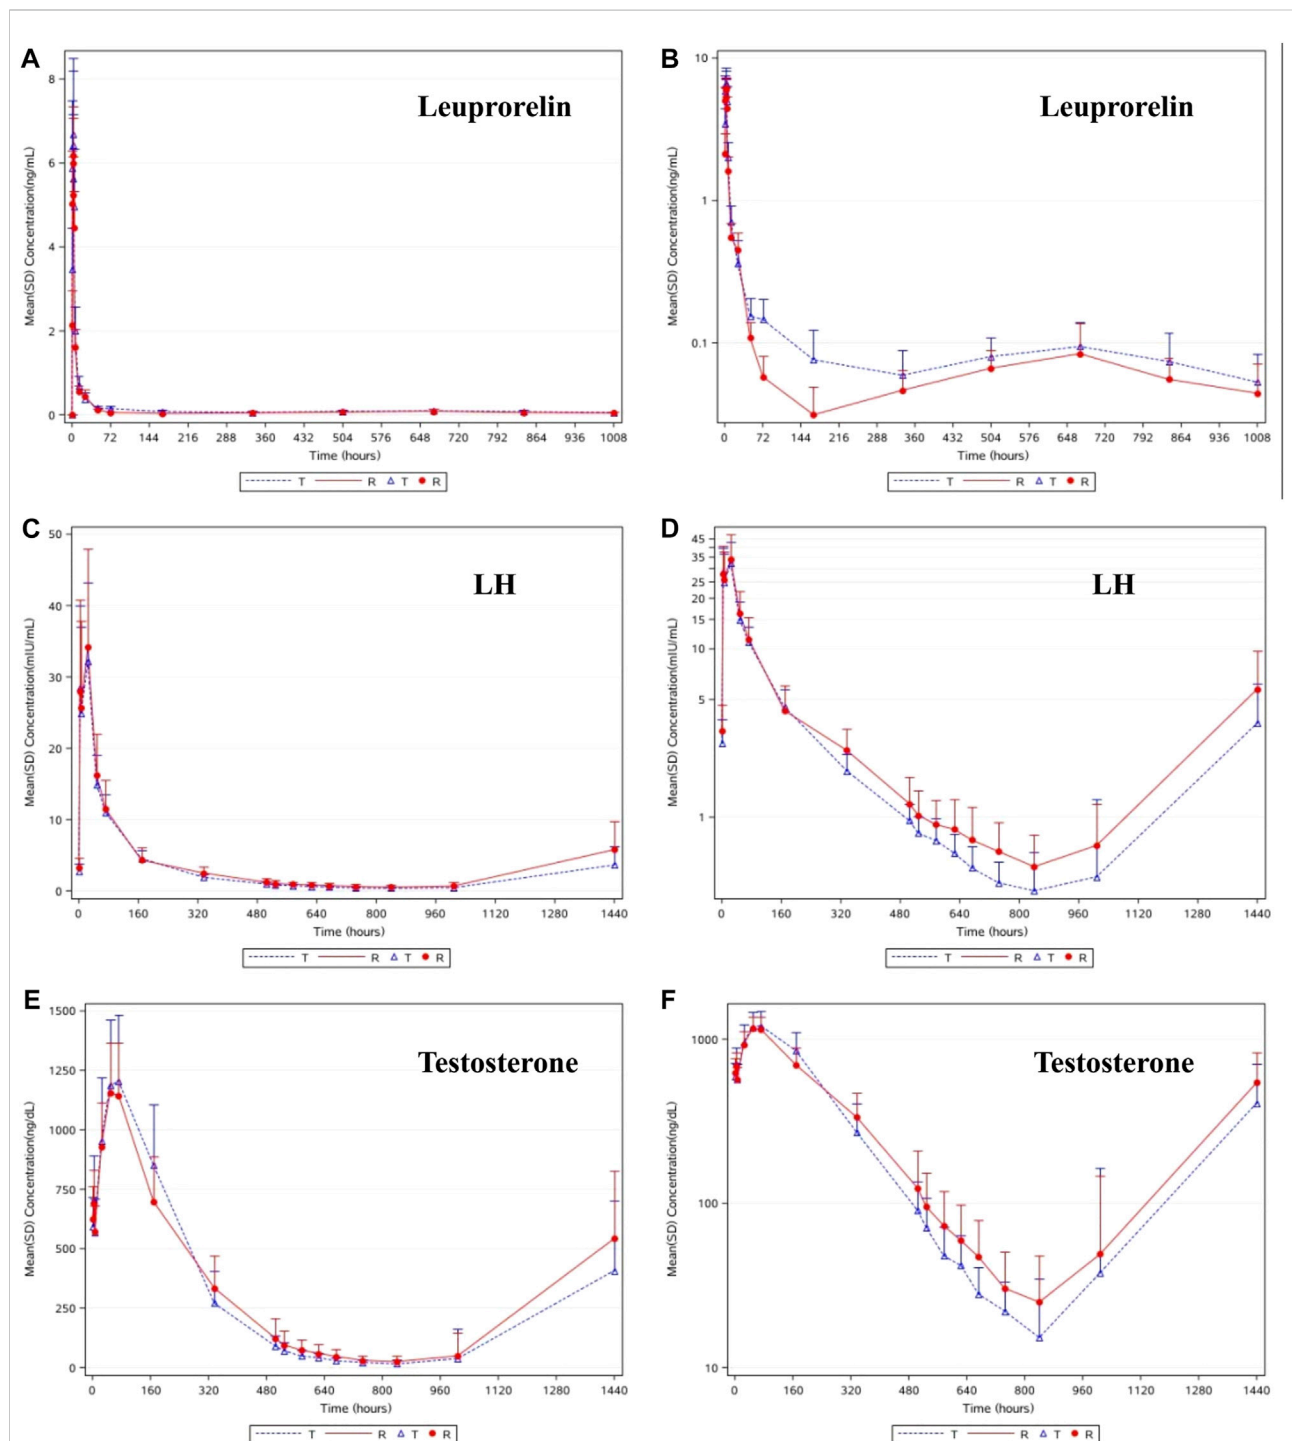 A
Leuprorelin
Mean(SD) Concentration(ng/mL)
8
6
4
2
0
0 72 144 216 288 360 432 504 576 648 720 792 864 936 1008
Time (hours)
T R T R
B
Leuprorelin
Mean(SD) Concentration(ng/mL)
10
1
0.1
0 72 144 216 288 360 432 504 576 648 720 792 864 936 1008
Time (hours)
T R T R
C
LH
Mean(SD) Concentration(mIU/mL)
50
40
30
20
10
0
0 160 320 480 640 800 960 1120 1280 1440
Time (hours)
T R T R
D
LH
Mean(SD) Concentration(mIU/mL)
45
35
25
20
15
10
5
1
0 160 320 480 640 800 960 1120 1280 1440
Time (hours)
T R T R
E
Testosterone
Mean(SD) Concentration(ng/dL)
1500
1250
1000
750
500
250
0
0 160 320 480 640 800 960 1120 1280 1440
Time (hours)
T R T R
F
Testosterone
Mean(SD) Concentration(ng/dL)
1000
100
10
0 160 320 480 640 800 960 1120 1280 1440
Time (hours)
T R T R